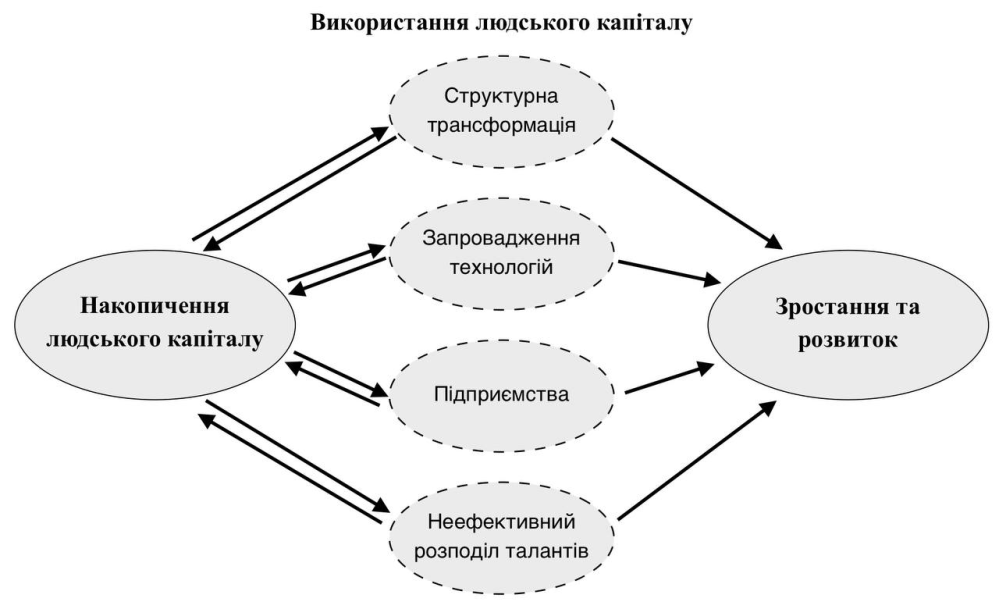 Використання людського капіталу
Структурна
трансформація
Запровадження
технологій
Накопичення
людського капіталу
Зростання та
розвиток
Підприємства
Неефективний
розподіл талантів